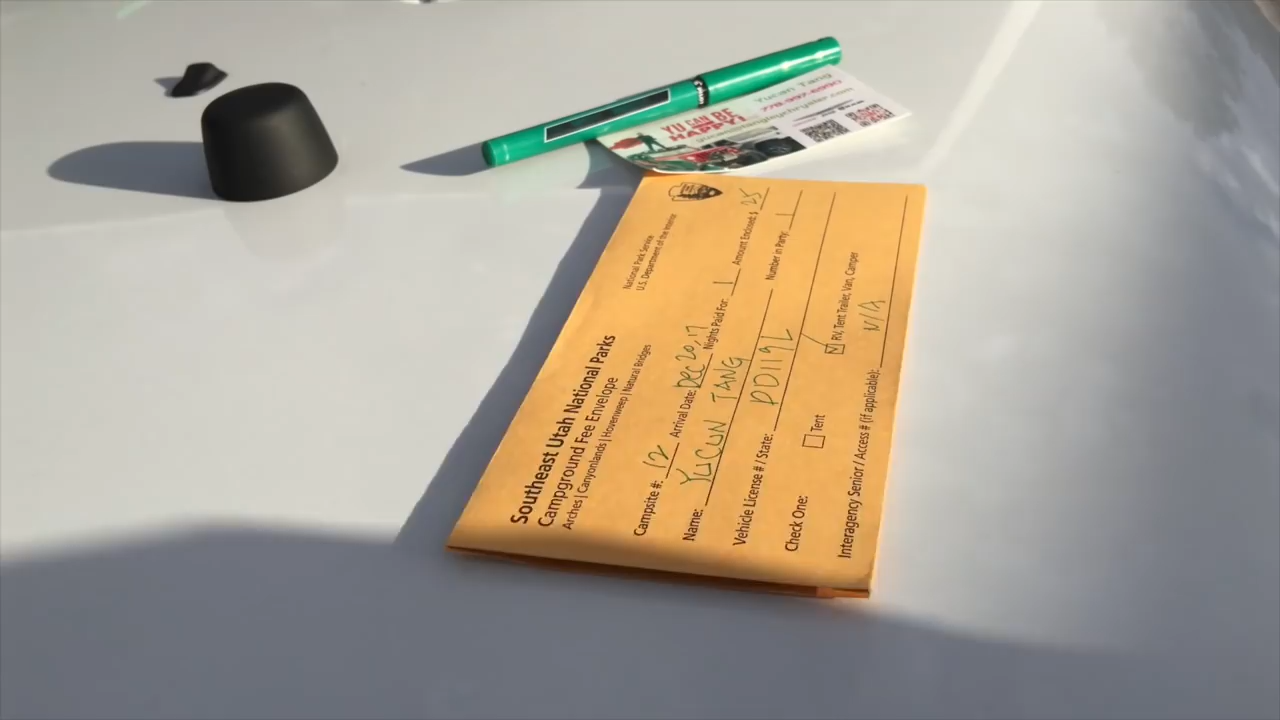 Southeast Utah National Parks
Campground Fee Envelope
Arches | Canyonlands | Hovenweep | Natural Bridges
National Park Service
U.S. Department of the Interior
Campsite #: 12 Arrival Date: DEC 20, 17 Nights Paid For: 1 Amount Enclosed: $ 25
Name: YUCUN TANG Number in Party: 1
Vehicle License # / State: PD119L
Check One: Tent RV, Tent Trailer, Van, Camper
Interagency Senior / Access # (if applicable): N/A
YU CAN BE
HAPPY!
Yucun Tang
778-997-6990